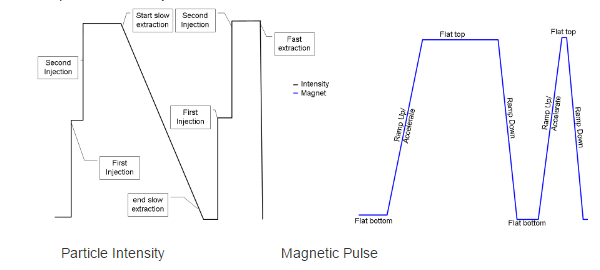 Start slow
extraction
Second
Injection
Fast
extraction
Second
Injection
First
Injection
First
Injection
end slow
extraction
Intensity
Magnet
Particle Intensity
Flat top
Flat top
Ramp Up/
Accelerate
Ramp Down
Ramp Up/
Accelerate
Ramp Down
Flat bottom
Flat bottom
Magnetic Pulse